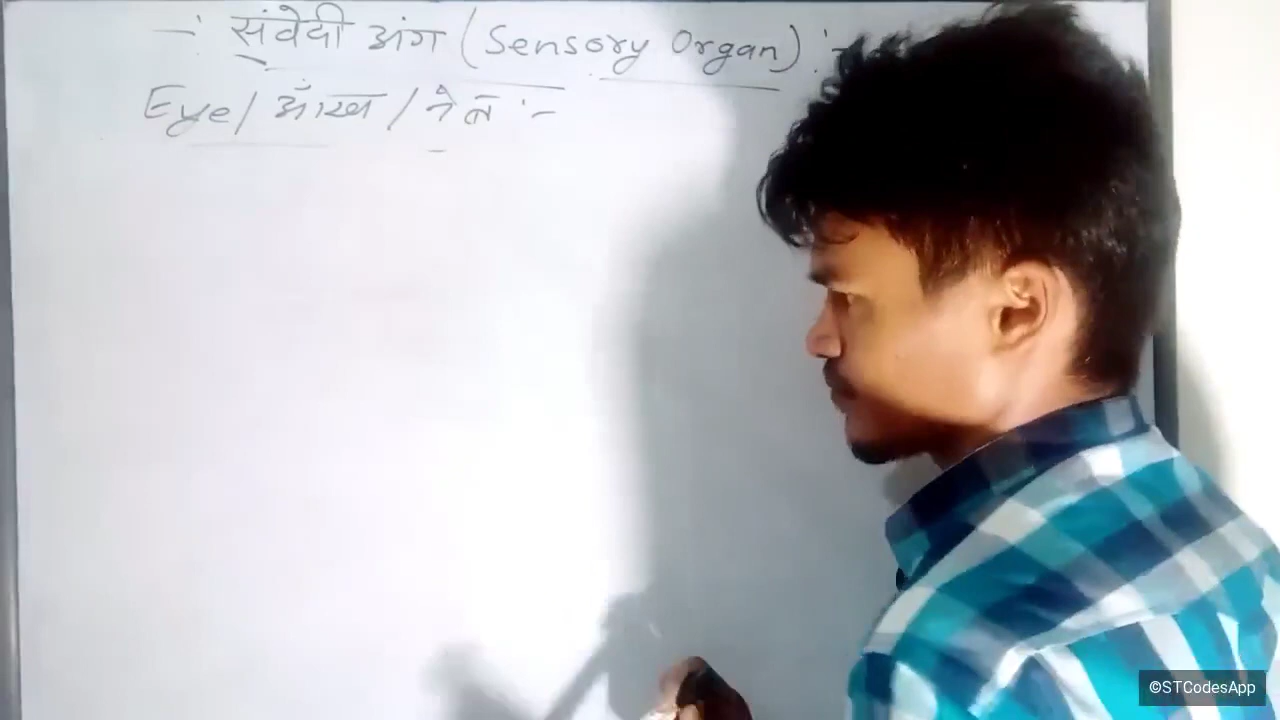 -: संवेदी अंग (Sensory Organ) :-
Eye / आँख / नेत्र :-
©STCodesApp